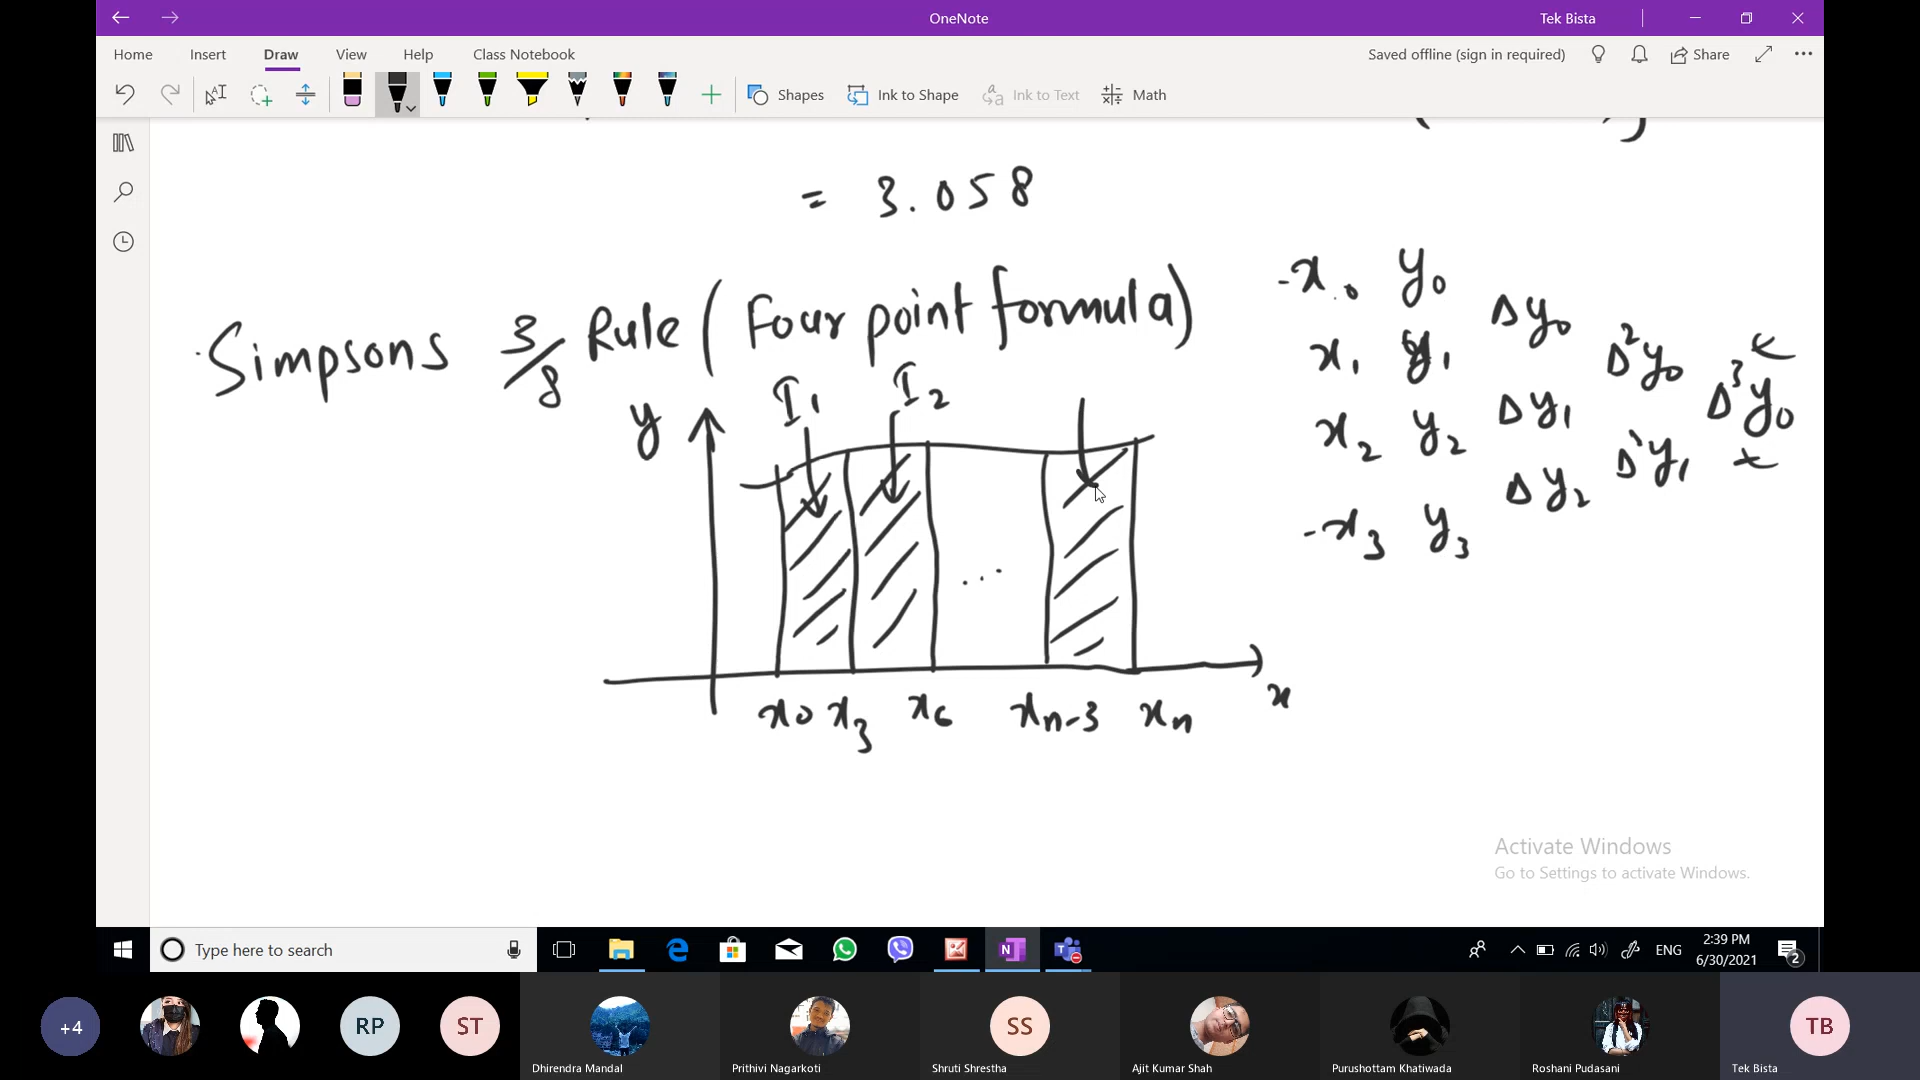 OneNote
Tek Bista
Home Insert Draw View Help Class Notebook
Saved offline (sign in required) Share
Shapes Ink to Shape Ink to Text Math
= 3.058
Simpsons 3/8 Rule ( Four point formula)
x0 y0
Δy0
x1 y1 Δ²y0
Δy1 Δ³y0
x2 y2 Δ²y1
Δy2
x3 y3
I1 I2
y
...
x0 x3 x6 xn-3 xn x
Activate Windows
Go to Settings to activate Windows.
Type here to search
ENG
2:39 PM
6/30/2021
2
+4 RP ST SS TB
Dhirendra Mandal Prithivi Nagarkoti Shruti Shrestha Ajit Kumar Shah Purushottam Khatiwada Roshani Pudasani Tek Bista